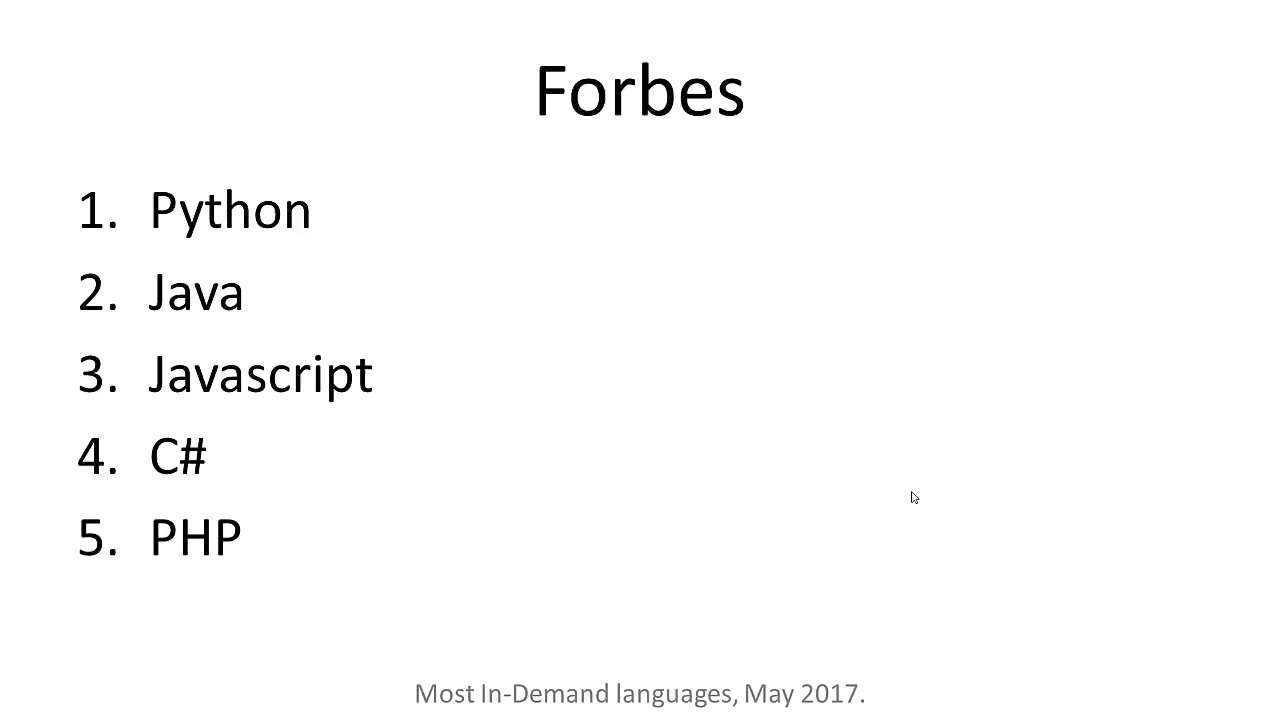 Forbes
1. Python
2. Java
3. Javascript
4. C#
5. PHP
Most In-Demand languages, May 2017.